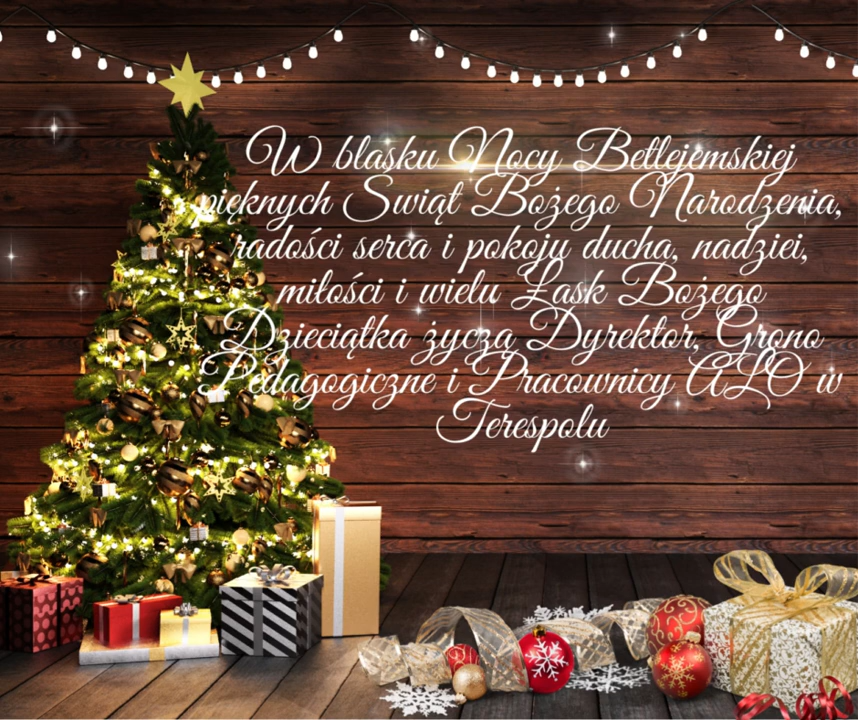 W blasku Nocy Betlejemskiej
pięknych Świąt Bożego Narodzenia,
radości serca i pokoju ducha, nadziei,
miłości i wielu Łask Bożego
Dzieciątka życzą Dyrektor, Grono
Pedagogiczne i Pracownicy ALO w
Terespolu